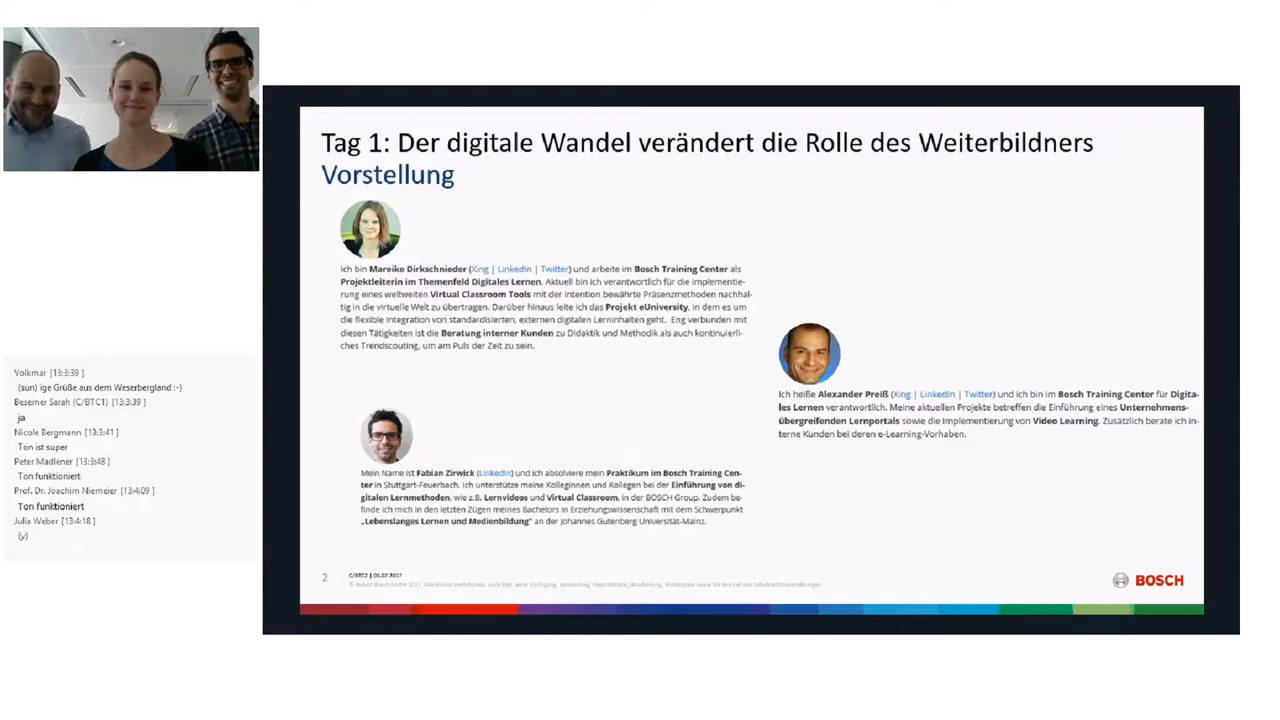 Tag 1: Der digitale Wandel verändert die Rolle des Weiterbildners
Vorstellung
Ich bin Mareike Dirkschnieder (Xing | LinkedIn | Twitter) und arbeite im Bosch Training Center als
Projektleiterin im Themenfeld Digitales Lernen. Aktuell bin ich verantwortlich für die Implementie-
rung eines weltweiten Virtual Classroom Tools mit der Intention bewährte Präsenzmethoden nachhal-
tig in die virtuelle Welt zu übertragen. Darüber hinaus leite ich das Projekt eUniversity, in dem es um
die flexible Integration von standardisierten, externen digitalen Lerninhalten geht. Eng verbunden mit
diesen Tätigkeiten ist die Beratung interner Kunden zu Didaktik und Methodik als auch kontinuierli-
ches Trendscouting, um am Puls der Zeit zu sein.
Ich heiße Alexander Preiß (Xing | LinkedIn | Twitter) und ich bin im Bosch Training Center für Digita-
les Lernen verantwortlich. Meine aktuellen Projekte betreffen die Einführung eines Unternehmens-
übergreifenden Lernportals sowie die Implementierung von Video Learning. Zusätzlich berate ich in-
terne Kunden bei deren e-Learning-Vorhaben.
Mein Name ist Fabian Zirwick (LinkedIn) und ich absolviere mein Praktikum im Bosch Training Cen-
ter in Stuttgart-Feuerbach. Ich unterstütze meine Kolleginnen und Kollegen bei der Einführung von di-
gitalen Lernmethoden, wie z.B. Lernvideos und Virtual Classroom, in der BOSCH Group. Zudem be-
finde ich mich in den letzten Zügen meines Bachelors in Erziehungswissenschaft mit dem Schwerpunkt
„Lebenslanges Lernen und Medienbildung" an der Johannes Gutenberg Universität-Mainz.
2
C/BTC2 | 03.07.2017
BOSCH
Volkmar [13:3:39 ]
(sun) ige Grüße aus dem Weserbergland :-)
Besemer Sarah (C/BTC1) [13:3:39 ]
ja
Nicole Bergmann [13:3:41 ]
Ton ist super
Peter Madlener [13:3:48 ]
Ton funktioniert
Prof. Dr. Joachim Niemeier [13:4:09 ]
Ton funktioniert
Julia Weber [13:4:18 ]
(y)